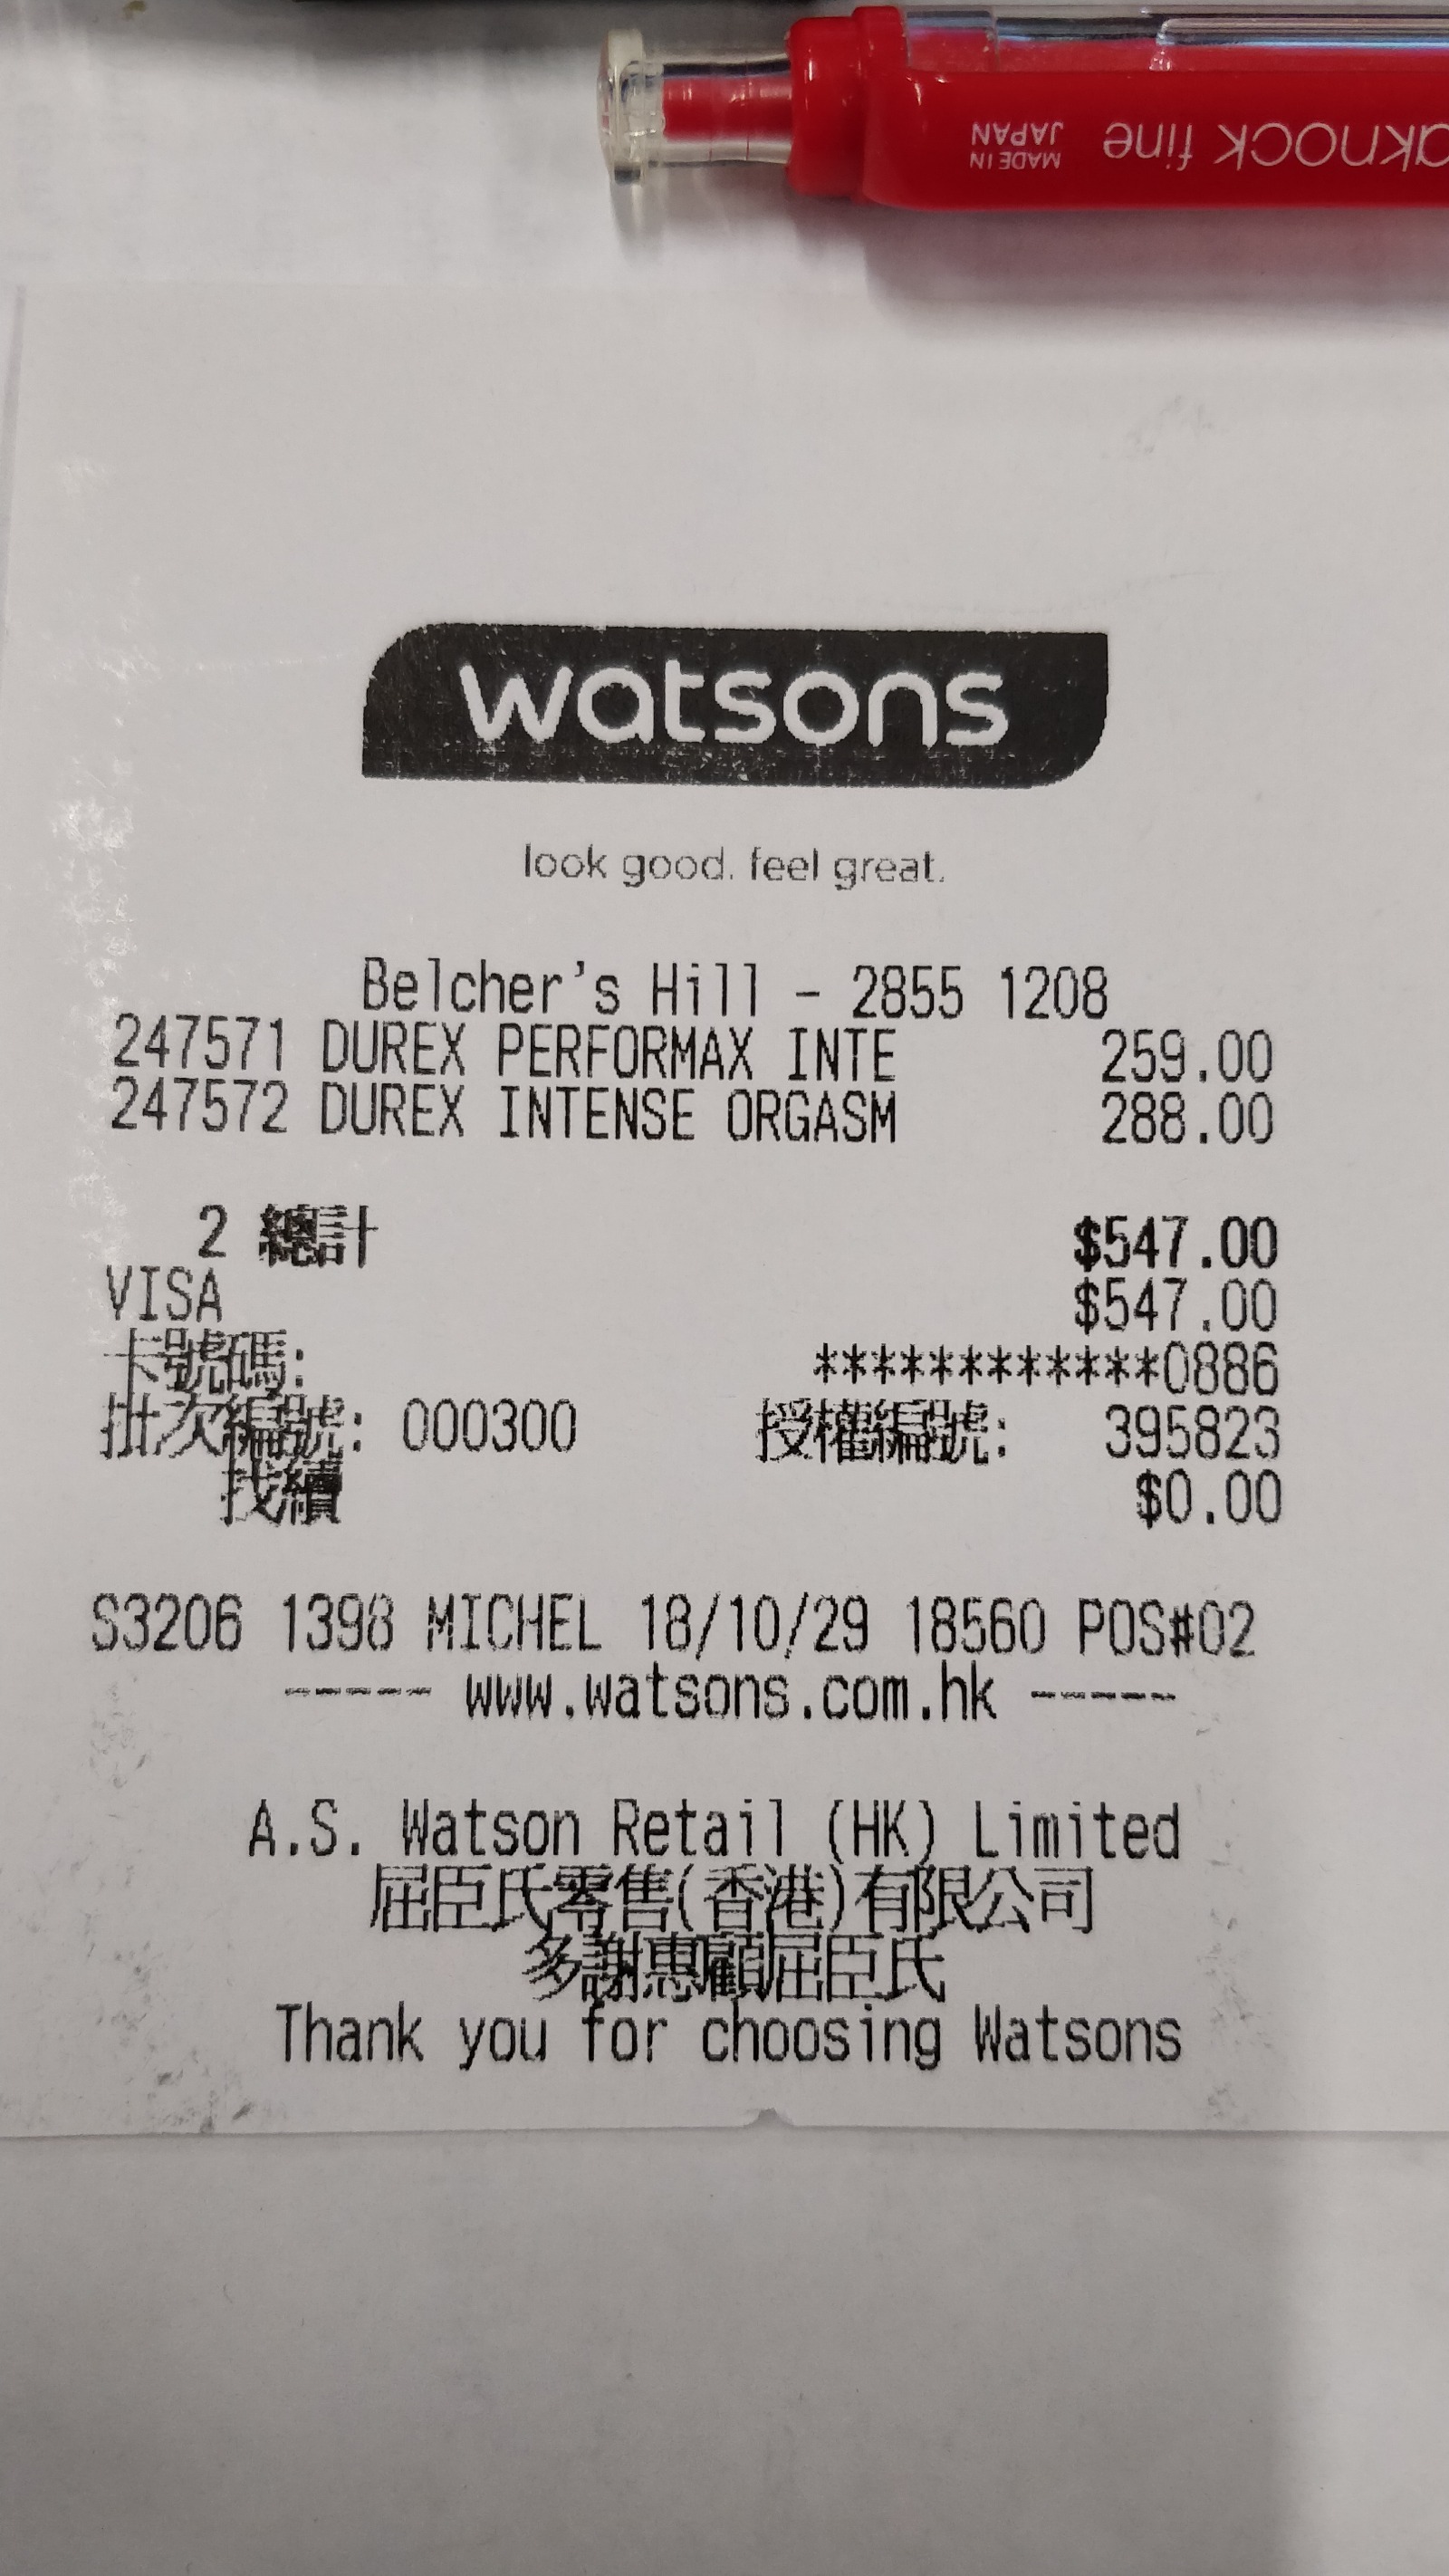 aknock fine
MADE IN
JAPAN
watsons
look good. feel great.
Belcher's Hill - 2855 1208
247571 DUREX PERFORMAX INTE 259.00
247572 DUREX INTENSE ORGASM 288.00
2 總計 $547.00
VISA $547.00
卡號碼: ************0886
批次編號: 000300 授權編號: 395823
找續 $0.00
S3206 1398 MICHEL 18/10/29 18560 POS#02
----- www.watsons.com.hk -----
A.S. Watson Retail (HK) Limited
屈臣氏零售(香港)有限公司
多謝惠顧屈臣氏
Thank you for choosing Watsons